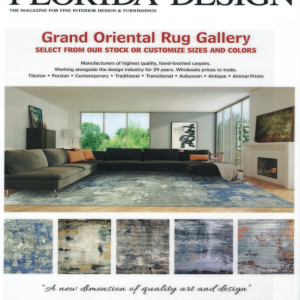 FLORIDA DESIGN
THE MAGAZINE FOR FINE INTERIOR DESIGN & FURNISHINGS
Grand Oriental Rug Gallery
SELECT FROM OUR STOCK OR CUSTOMIZE SIZES AND COLORS
Manufacturers of highest quality, hand-knotted carpets.
Working alongside the design industry for 29 years. Wholesale prices to trade.
Tibetan • Persian • Contemporary • Traditional • Transitional • Aubusson • Antique • Animal Prints
"A new dimension of quality art and design"